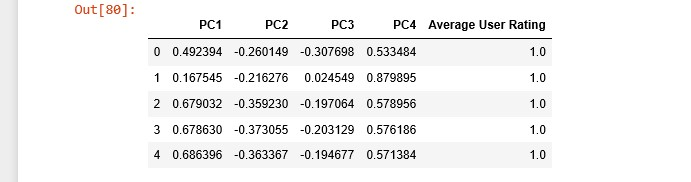 Out[80]:
PC1 PC2 PC3 PC4 Average User Rating
0 0.492394 -0.260149 -0.307698 0.533484 1.0
1 0.167545 -0.216276 0.024549 0.879895 1.0
2 0.679032 -0.359230 -0.197064 0.578956 1.0
3 0.678630 -0.373055 -0.203129 0.576186 1.0
4 0.686396 -0.363367 -0.194677 0.571384 1.0